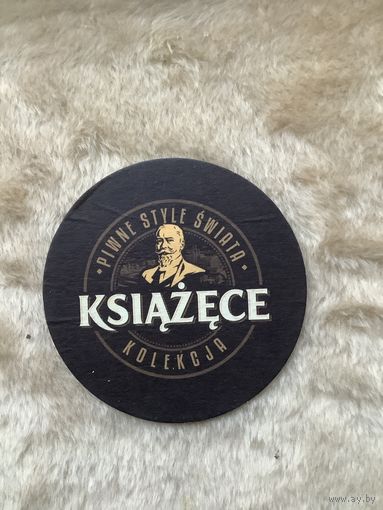 • PIWNE STYLE ŚWIATA •
KSIĄŻĘCE
KOLEKCJA
www.ay.by